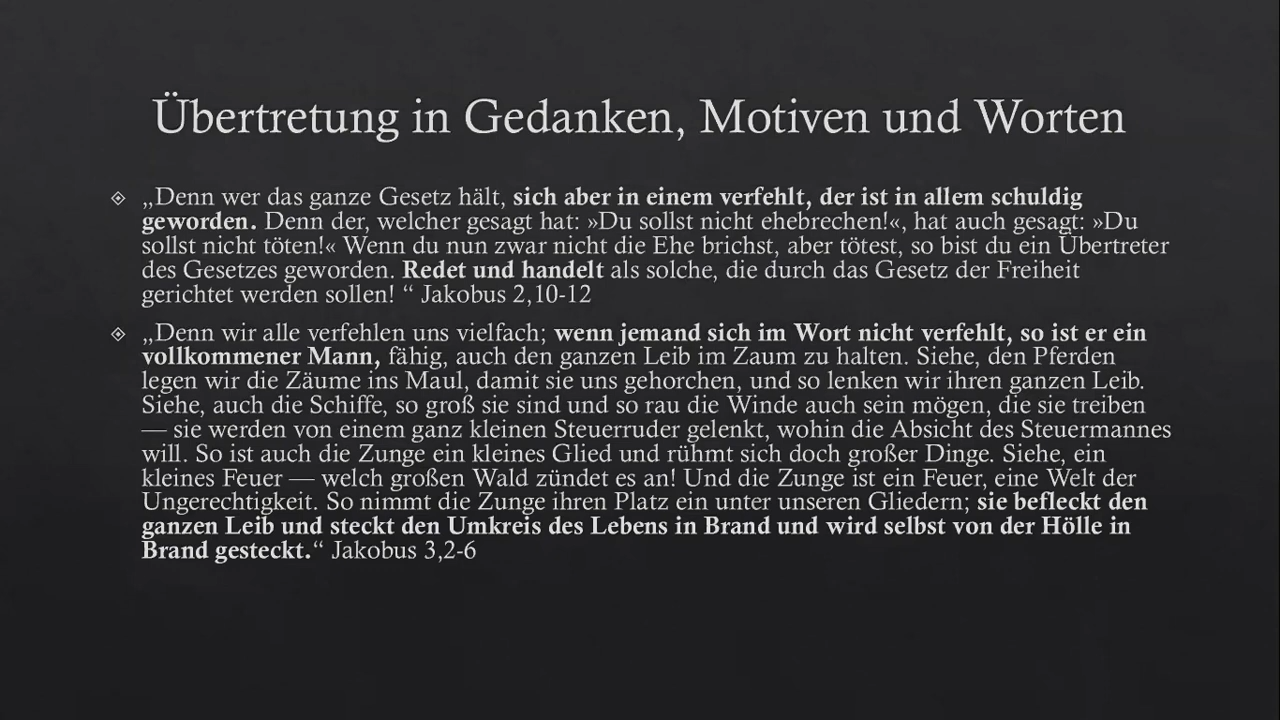 Übertretung in Gedanken, Motiven und Worten
„Denn wer das ganze Gesetz hält, sich aber in einem verfehlt, der ist in allem schuldig
geworden. Denn der, welcher gesagt hat: »Du sollst nicht ehebrechen!«, hat auch gesagt: »Du
sollst nicht töten!« Wenn du nun zwar nicht die Ehe brichst, aber tötest, so bist du ein Übertreter
des Gesetzes geworden. Redet und handelt als solche, die durch das Gesetz der Freiheit
gerichtet werden sollen! “ Jakobus 2,10-12
„Denn wir alle verfehlen uns vielfach; wenn jemand sich im Wort nicht verfehlt, so ist er ein
vollkommener Mann, fähig, auch den ganzen Leib im Zaum zu halten. Siehe, den Pferden
legen wir die Zäume ins Maul, damit sie uns gehorchen, und so lenken wir ihren ganzen Leib.
Siehe, auch die Schiffe, so groß sie sind und so rau die Winde auch sein mögen, die sie treiben
— sie werden von einem ganz kleinen Steuerruder gelenkt, wohin die Absicht des Steuermannes
will. So ist auch die Zunge ein kleines Glied und rühmt sich doch großer Dinge. Siehe, ein
kleines Feuer — welch großen Wald zündet es an! Und die Zunge ist ein Feuer, eine Welt der
Ungerechtigkeit. So nimmt die Zunge ihren Platz ein unter unseren Gliedern; sie befleckt den
ganzen Leib und steckt den Umkreis des Lebens in Brand und wird selbst von der Hölle in
Brand gesteckt.“ Jakobus 3,2-6